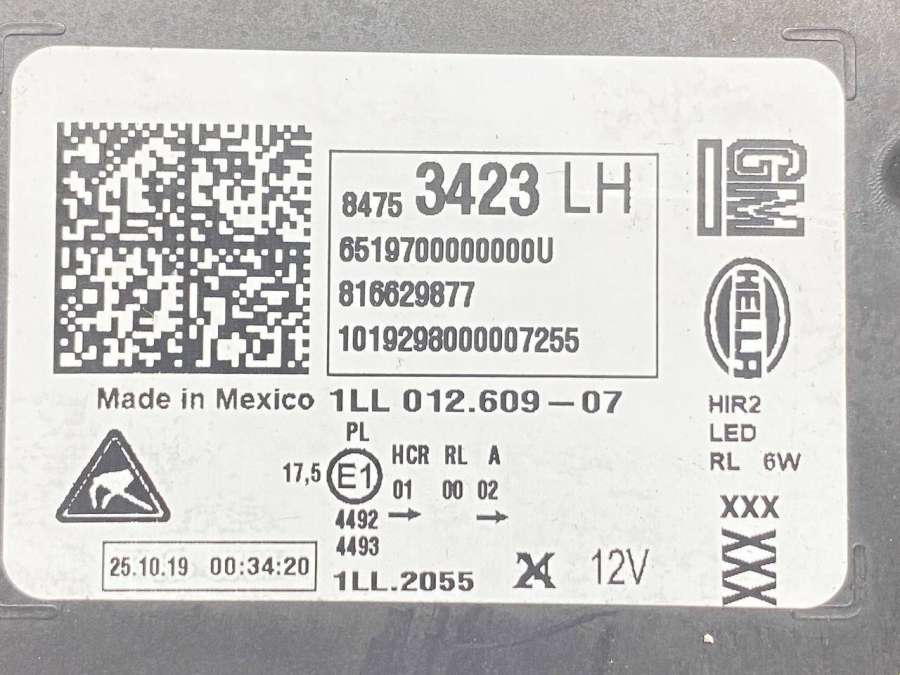 8475 3423 LH
6519700000000U
816629877
1019298000007255
GM
HELLA
Made in Mexico 1LL 012.609-07
HIR2
LED
RL 6W
PL
17,5 E1 HCR RL A
01 00 02
4492
4493
1LL.2055
25.10.19 00:34:20
12V
XXX
XXX